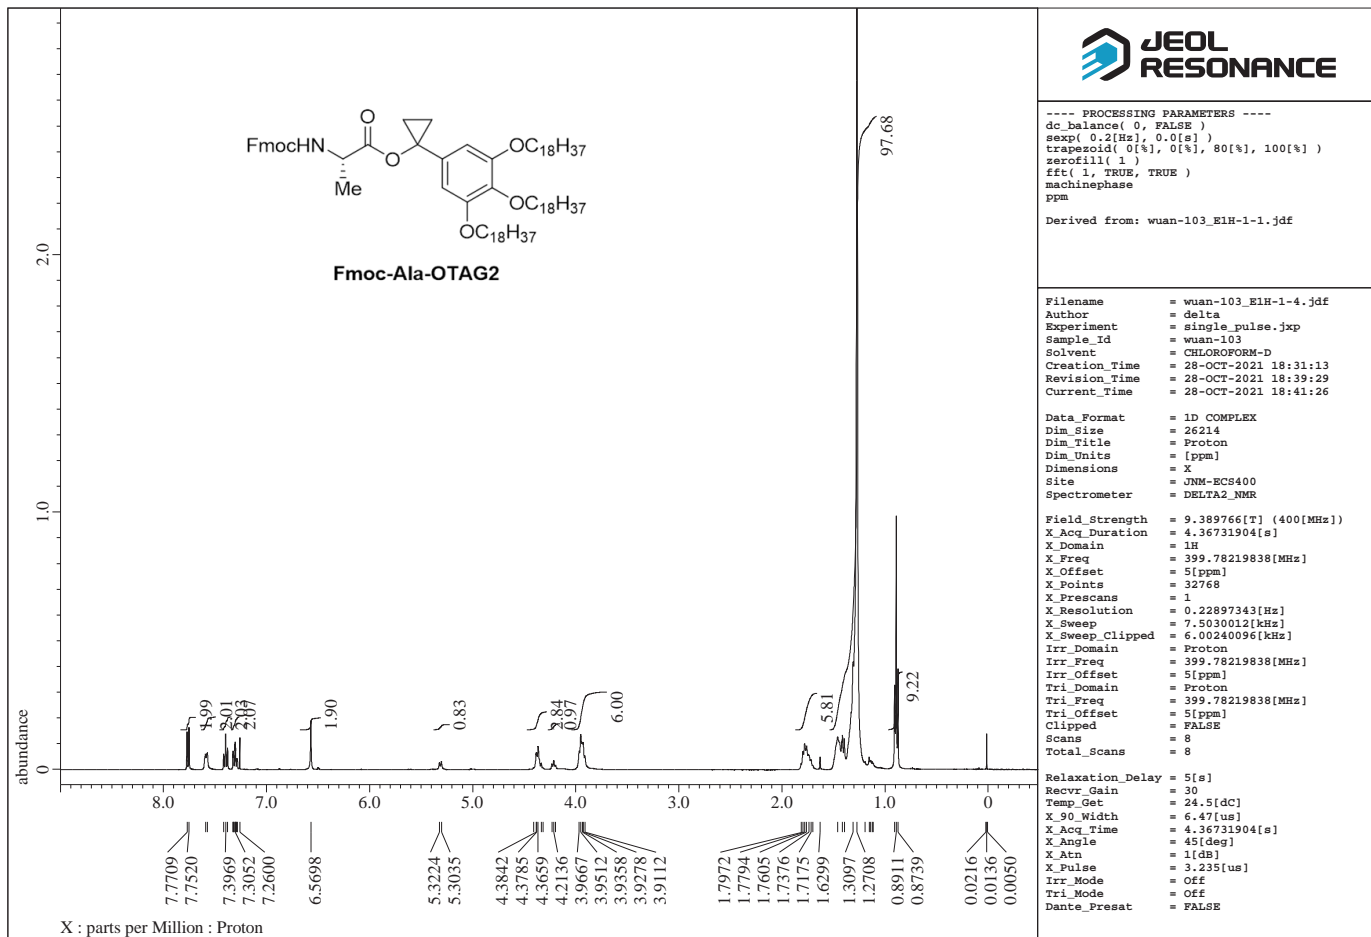 JEOL
RESONANCE
---- PROCESSING PARAMETERS ----
dc_balance( 0, FALSE )
sexp( 0.2[Hz], 0.0[s] )
trapezoid( 0[%], 0[%], 80[%], 100[%] )
zerofill( 1 )
fft( 1, TRUE, TRUE )
machinephase
ppm
Derived from: wuan-103_E1H-1-1.jdf
Filename = wuan-103_E1H-1-4.jdf
Author = delta
Experiment = single_pulse.jxp
Sample_Id = wuan-103
Solvent = CHLOROFORM-D
Creation_Time = 28-OCT-2021 18:31:13
Revision_Time = 28-OCT-2021 18:39:29
Current_Time = 28-OCT-2021 18:41:26
Data_Format = 1D COMPLEX
Dim_Size = 26214
Dim_Title = Proton
Dim_Units = [ppm]
Dimensions = X
Site = JNM-ECS400
Spectrometer = DELTA2_NMR
Field_Strength = 9.389766[T] (400[MHz])
X_Acq_Duration = 4.36731904[s]
X_Domain = 1H
X_Freq = 399.78219838[MHz]
X_Offset = 5[ppm]
X_Points = 32768
X_Prescans = 1
X_Resolution = 0.22897343[Hz]
X_Sweep = 7.5030012[kHz]
X_Sweep_Clipped = 6.00240096[kHz]
Irr_Domain = Proton
Irr_Freq = 399.78219838[MHz]
Irr_Offset = 5[ppm]
Tri_Domain = Proton
Tri_Freq = 399.78219838[MHz]
Tri_Offset = 5[ppm]
Clipped = FALSE
Scans = 8
Total_Scans = 8
Relaxation_Delay = 5[s]
Recvr_Gain = 30
Temp_Get = 24.5[dC]
X_90_Width = 6.47[us]
X_Acq_Time = 4.36731904[s]
X_Angle = 45[deg]
X_Atn = 1[dB]
X_Pulse = 3.235[us]
Irr_Mode = Off
Tri_Mode = Off
Dante_Presat = FALSE
FmocHN
O
O
Me
OC18H37
OC18H37
OC18H37
Fmoc-Ala-OTAG2
abundance
2.0
1.0
0
1.99
2.01
2.03
2.07
1.90
0.83
2.84
0.97
6.00
5.81
97.68
9.22
8.0 7.0 6.0 5.0 4.0 3.0 2.0 1.0 0
7.7709
7.7520
7.3969
7.3052
7.2600
6.5698
5.3224
5.3035
4.3842
4.3785
4.3659
4.2136
3.9667
3.9512
3.9358
3.9278
3.9112
1.7972
1.7794
1.7605
1.7376
1.7175
1.6299
1.3097
1.2708
0.8911
0.8739
0.0216
0.0136
0.0050
X : parts per Million : Proton